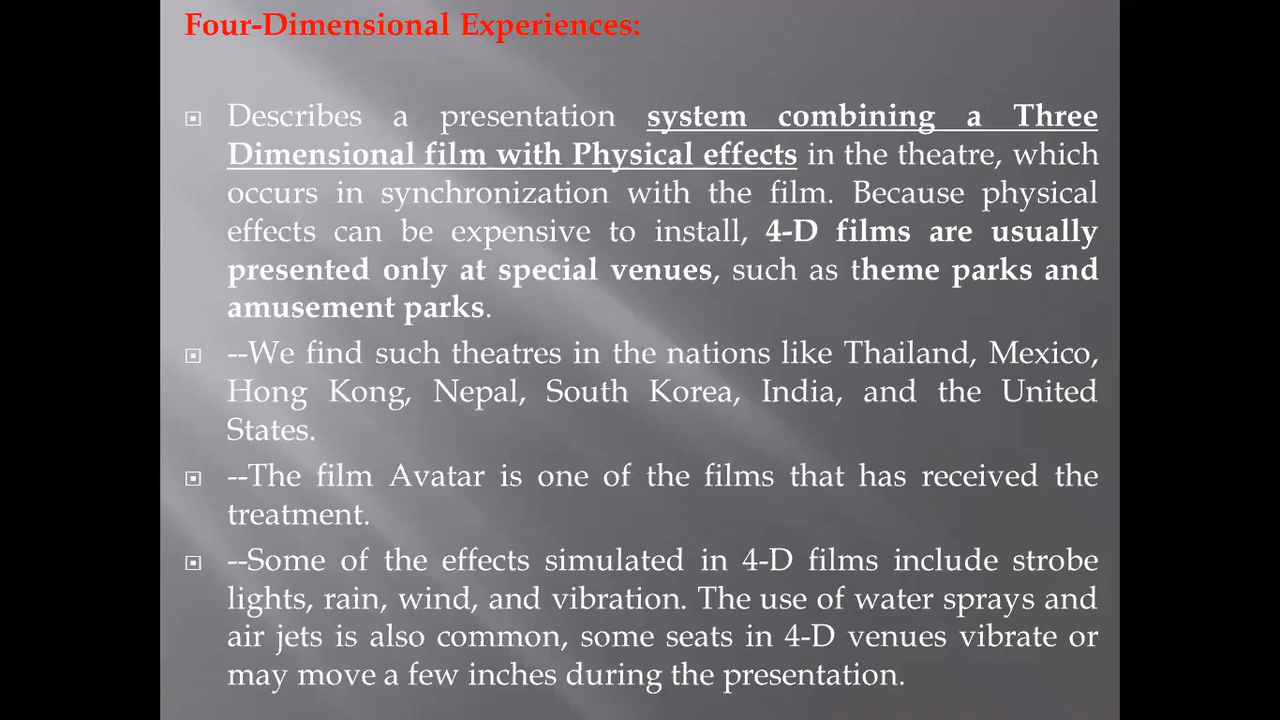 Four-Dimensional Experiences:
Describes a presentation system combining a Three
Dimensional film with Physical effects in the theatre, which
occurs in synchronization with the film. Because physical
effects can be expensive to install, 4-D films are usually
presented only at special venues, such as theme parks and
amusement parks.
--We find such theatres in the nations like Thailand, Mexico,
Hong Kong, Nepal, South Korea, India, and the United
States.
--The film Avatar is one of the films that has received the
treatment.
--Some of the effects simulated in 4-D films include strobe
lights, rain, wind, and vibration. The use of water sprays and
air jets is also common, some seats in 4-D venues vibrate or
may move a few inches during the presentation.